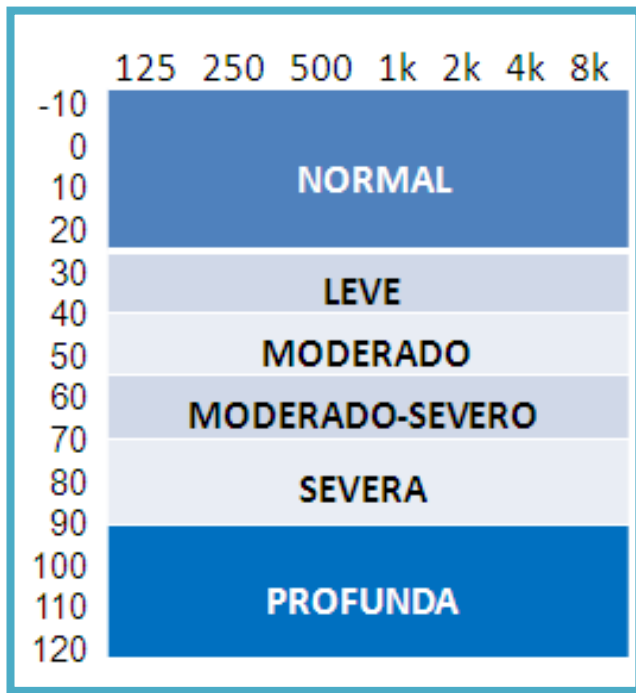 125 250 500 1k 2k 4k 8k
-10
0
10
NORMAL
20
30
LEVE
40
MODERADO
50
60
MODERADO-SEVERO
70
80
SEVERA
90
100
110
PROFUNDA
120